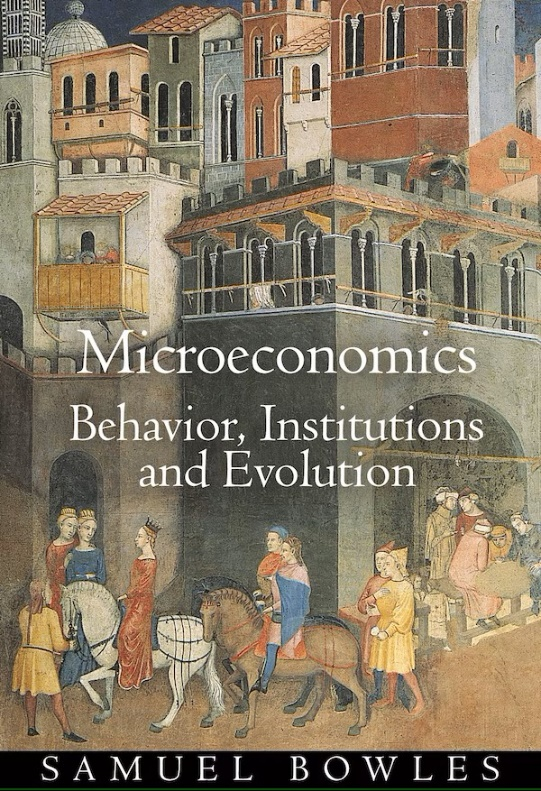 Microeconomics
Behavior, Institutions
and Evolution
SAMUEL BOWLES